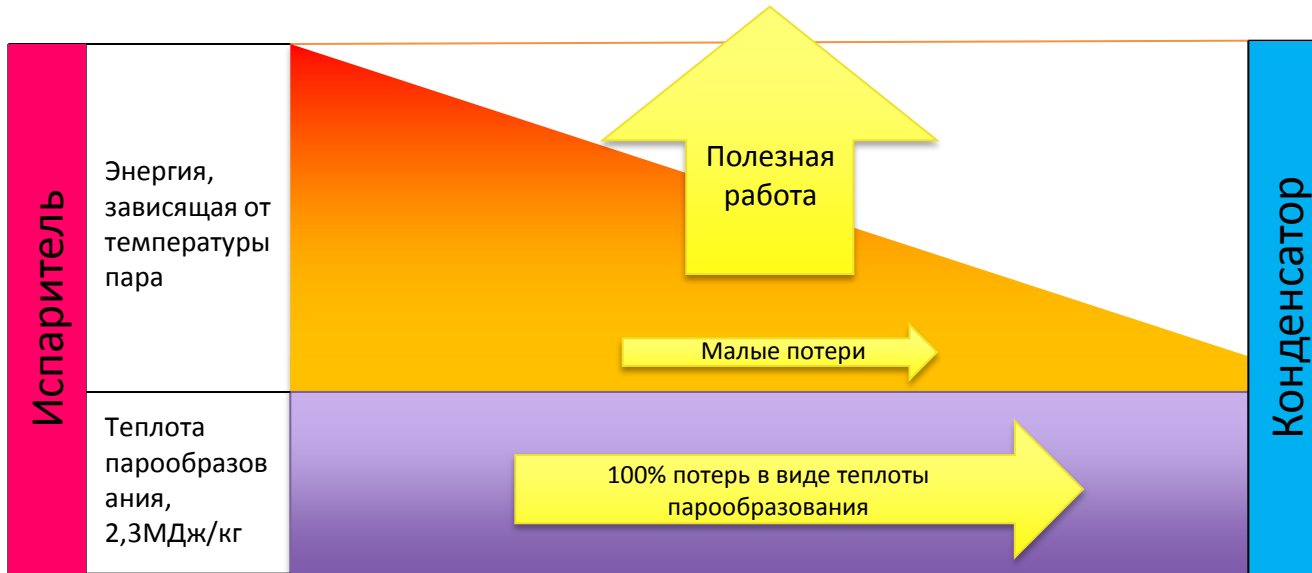 Испаритель
Энергия,
зависящая от
температуры
пара
Теплота
парообразов
ания,
2,3МДж/кг
Полезная
работа
Малые потери
100% потерь в виде теплоты
парообразования
Конденсатор